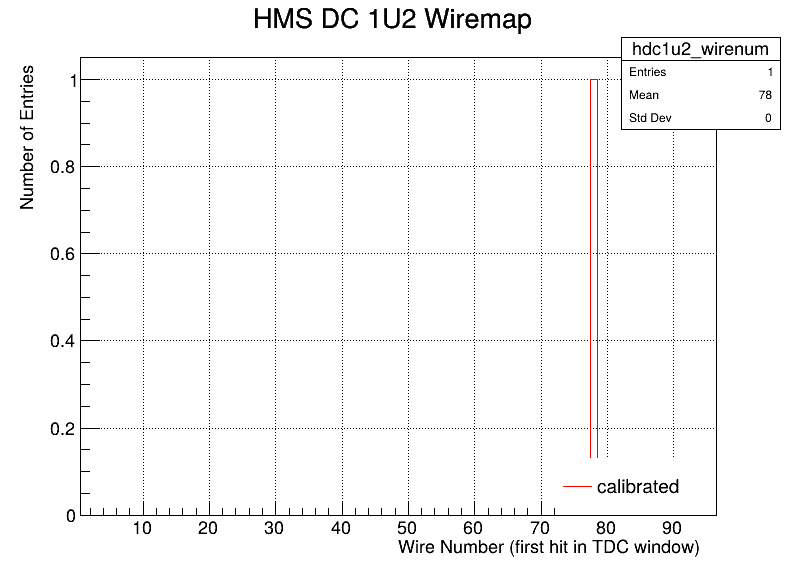 HMS DC 1U2 Wiremap
hdc1u2_wirenum
Entries 1
Mean 78
Std Dev 0
Number of Entries
1
0.8
0.6
0.4
0.2
0
calibrated
10 20 30 40 50 60 70 80 90
Wire Number (first hit in TDC window)